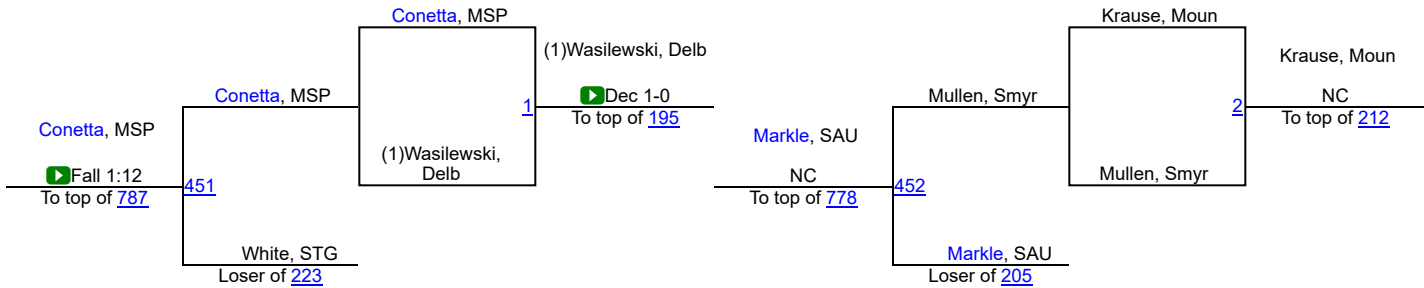 Conetta, MSP
(1)Wasilewski, Delb
Conetta, MSP
1
Dec 1-0
To top of 195
Conetta, MSP
(1)Wasilewski,
Delb
Fall 1:12
451
To top of 787
White, STG
Loser of 223
Krause, Moun
Krause, Moun
Mullen, Smyr
2
NC
To top of 212
Markle, SAU
Mullen, Smyr
NC
452
To top of 778
Markle, SAU
Loser of 205